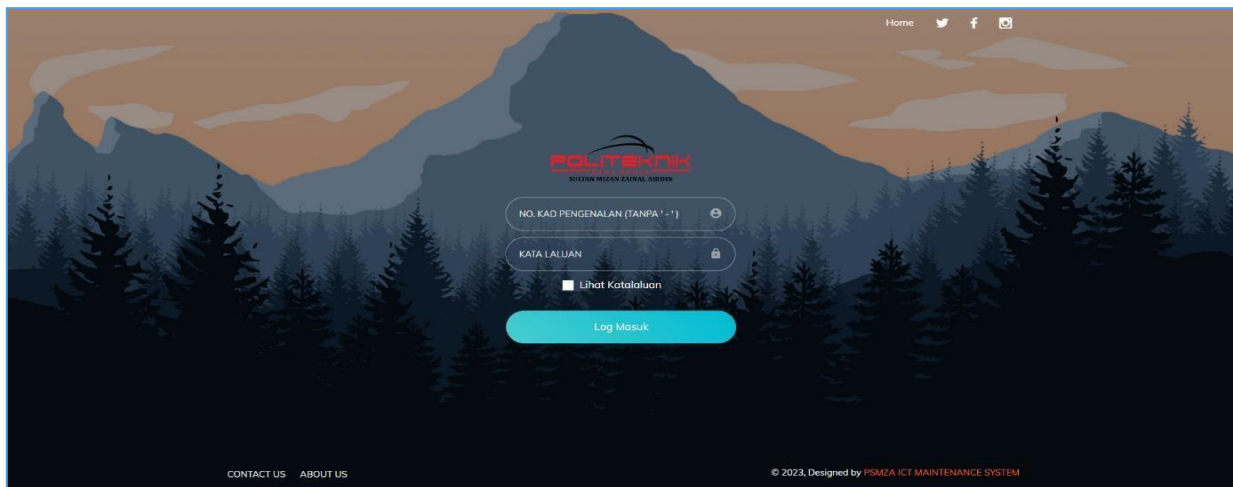 Home
POLITEKNIK
SULTAN MIZAN ZAINAL ABIDIN
NO. KAD PENGENALAN (TANPA ' - ')
KATA LALUAN
Lihat Katalaluan
Log Masuk
CONTACT US ABOUT US
© 2023, Designed by PSMZA ICT MAINTENANCE SYSTEM